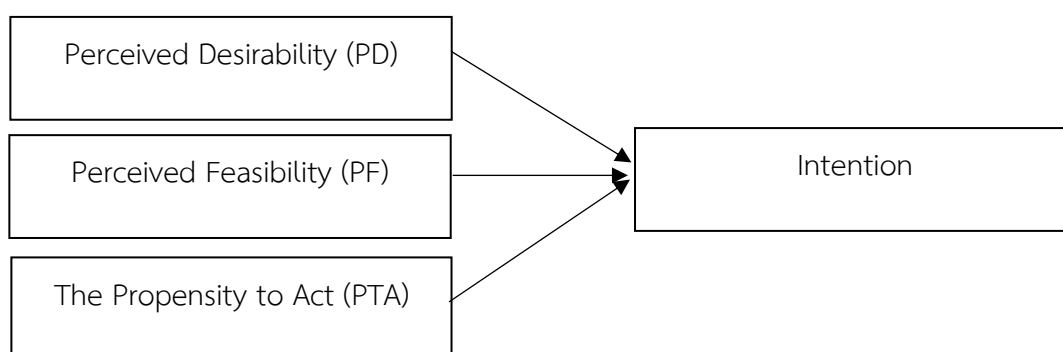 Perceived Desirability (PD)
Perceived Feasibility (PF)
Intention
The Propensity to Act (PTA)